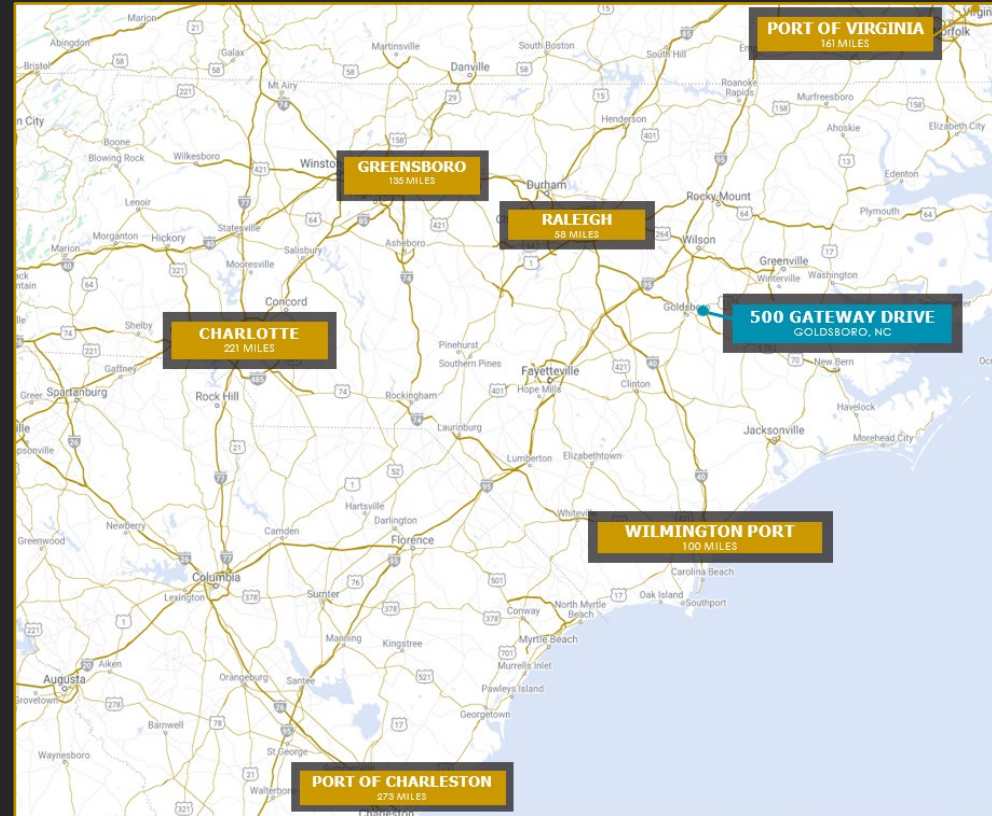 PORT OF VIRGINIA
161 MILES
GREENSBORO
135 MILES
RALEIGH
58 MILES
500 GATEWAY DRIVE
GOLDSBORO, NC
CHARLOTTE
221 MILES
WILMINGTON PORT
100 MILES
PORT OF CHARLESTON
273 MILES
Marion
Abingdon
Bristol
Galax
Martinsville
South Boston
South Hill
Danville
Mt Airy
Roanoke
Rapids
Murfreesboro
Henderson
Ahoskie
Elizabeth City
Boone
Blowing Rock
Wilkesboro
Durham
Edenton
Rocky Mount
Lenoir
Plymouth
Statesville
Morganton
Hickory
Marion
Salisbury
Asheboro
Wilson
Greenville
Winterville
Washington
Mooresville
Concord
Shelby
Gaffney
Pinehurst
Southern Pines
Fayetteville
Hope Mills
Clinton
New Bern
Greer
Spartanburg
Rock Hill
Rockingham
Havelock
Laurinburg
Jacksonville
Morehead City
Lumberton
Elizabethtown
Hartsville
Darlington
Newberry
Camden
Florence
Greenwood
Carolina Beach
Columbia
Lexington
Sumter
Oak Island
Southport
Conway
North Myrtle
Beach
Manning
Kingstree
Myrtle Beach
Aiken
Murrells Inlet
Augusta
Orangeburg
Santee
Pawleys Island
Georgetown
Barnwell
Waynesboro
St George
Charleston